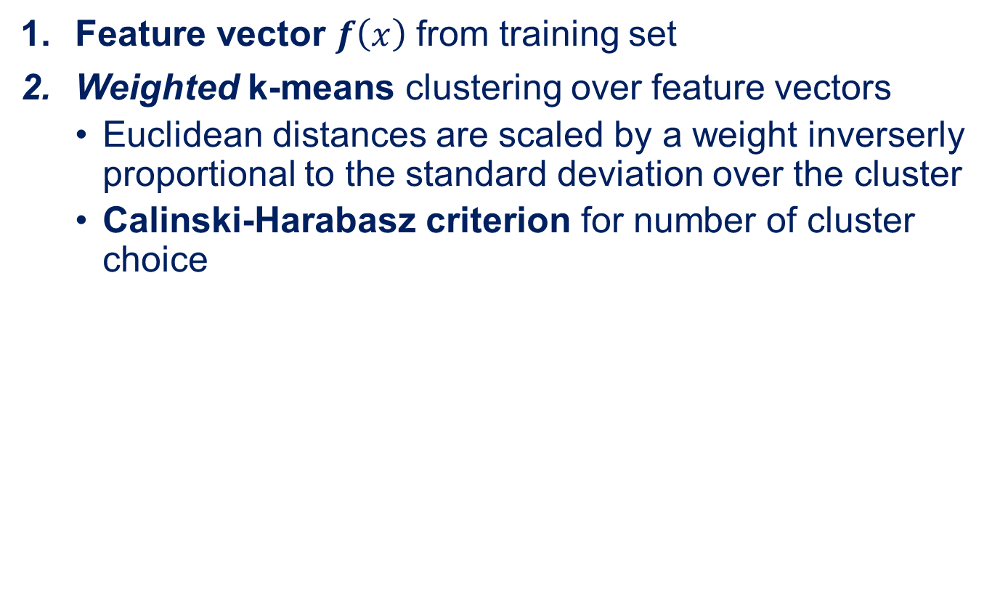 1. Feature vector f(x) from training set
2. Weighted k-means clustering over feature vectors
• Euclidean distances are scaled by a weight inverserly
proportional to the standard deviation over the cluster
• Calinski-Harabasz criterion for number of cluster
choice